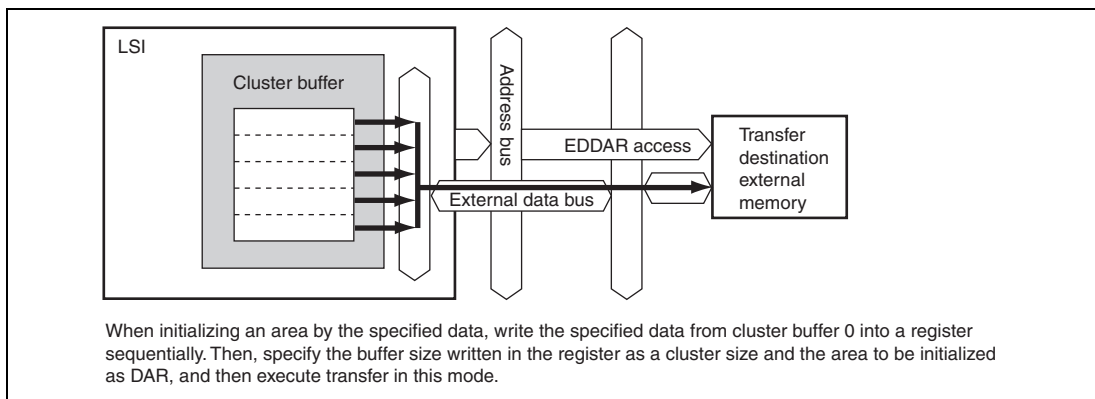 LSI
Cluster buffer
Address bus
EDDAR access
External data bus
Transfer
destination
external
memory
When initializing an area by the specified data, write the specified data from cluster buffer 0 into a register
sequentially. Then, specify the buffer size written in the register as a cluster size and the area to be initialized
as DAR, and then execute transfer in this mode.